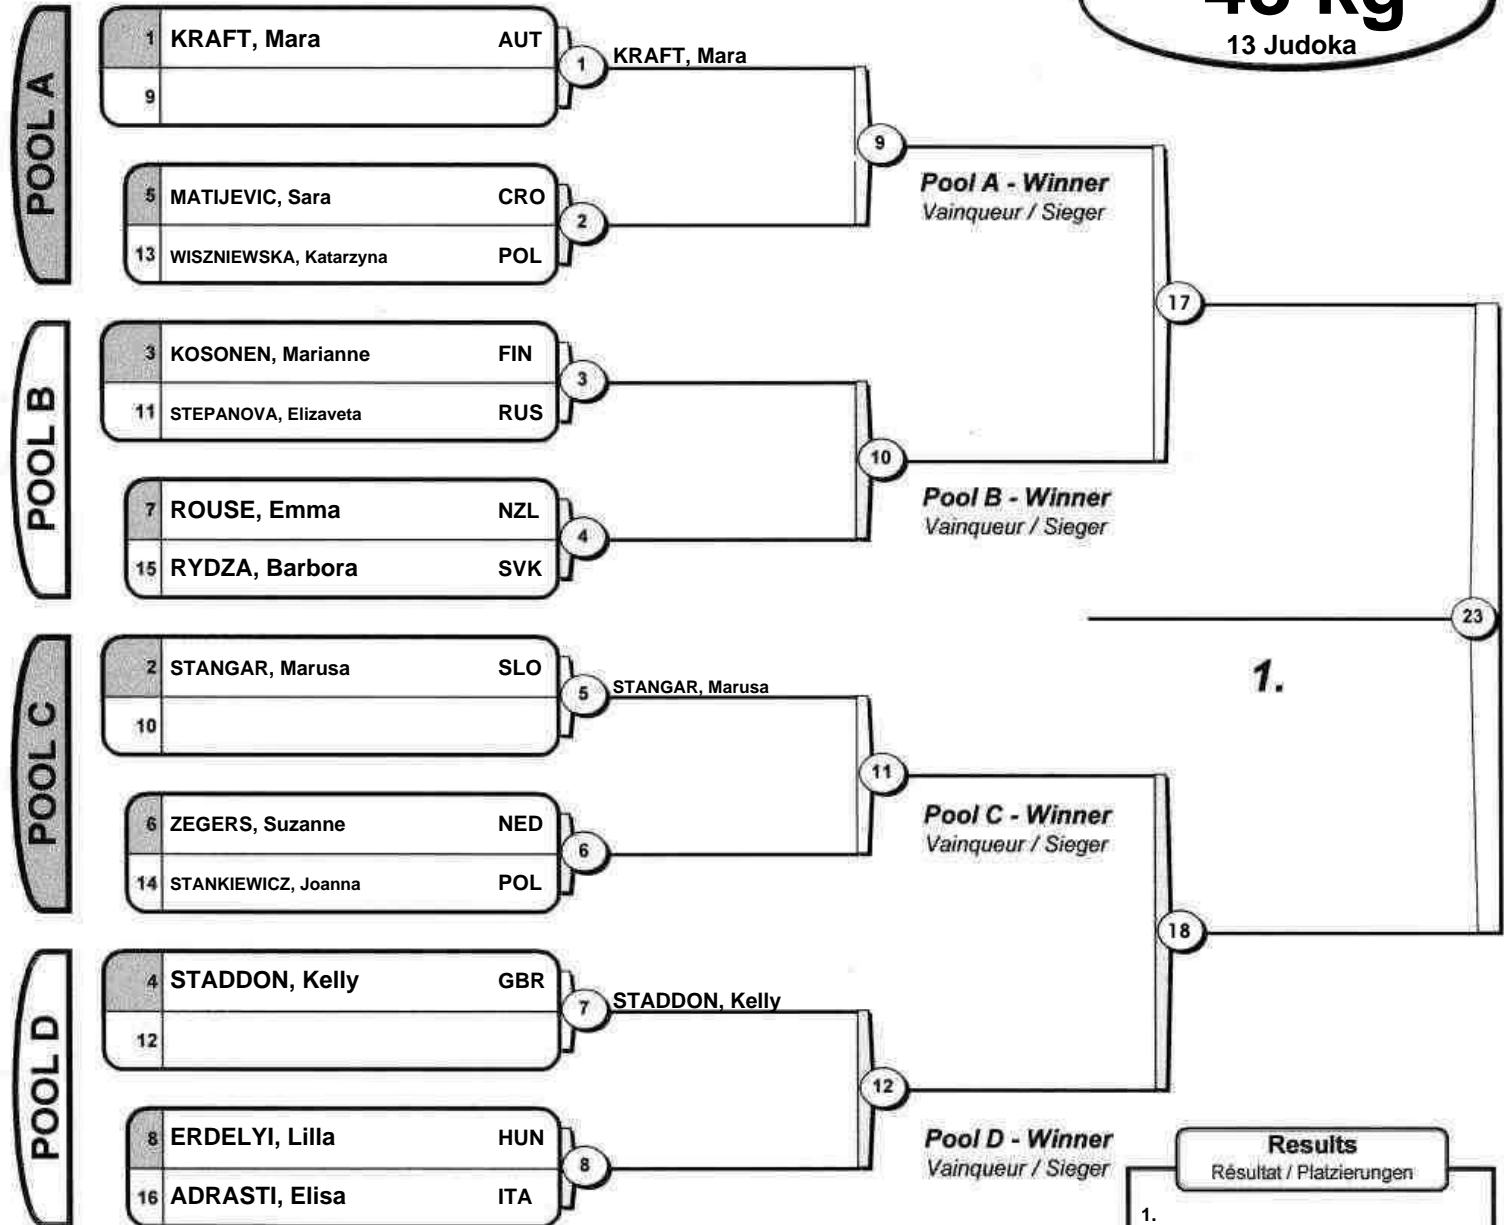 kg
13 Judoka
POOL A
1 KRAFT, Mara AUT
9
1 KRAFT, Mara
5 MATIJEVIC, Sara CRO
13 WISZNIEWSKA, Katarzyna POL
2
9
Pool A - Winner
Vainqueur / Sieger
17
POOL B
3 KOSONEN, Marianne FIN
11 STEPANOVA, Elizaveta RUS
3
7 ROUSE, Emma NZL
15 RYDZA, Barbora SVK
4
10
Pool B - Winner
Vainqueur / Sieger
23
1.
POOL C
2 STANGAR, Marusa SLO
10
5 STANGAR, Marusa
6 ZEGERS, Suzanne NED
14 STANKIEWICZ, Joanna POL
6
11
Pool C - Winner
Vainqueur / Sieger
18
POOL D
4 STADDON, Kelly GBR
12
7 STADDON, Kelly
8 ERDELYI, Lilla HUN
16 ADRASTI, Elisa ITA
8
12
Pool D - Winner
Vainqueur / Sieger
Results
Résultat / Platzierungen
1.